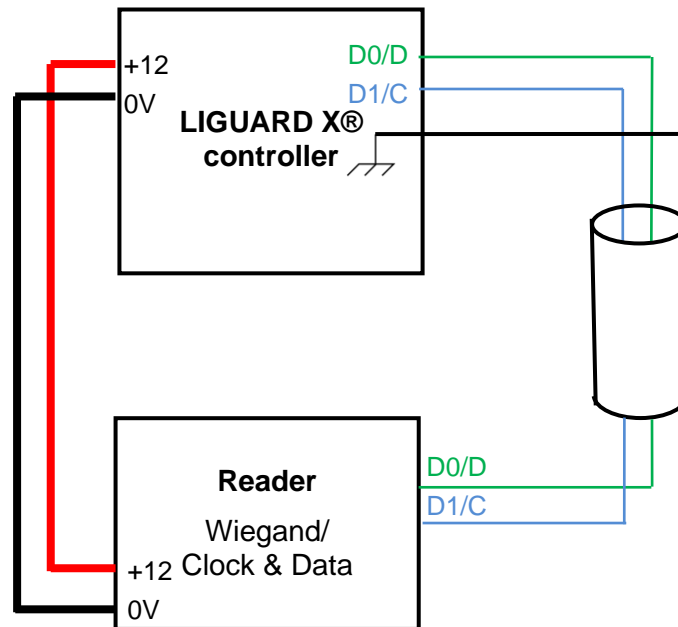 D0/D
+12
D1/C
0V
LIGUARD X®
controller
D0/D
Reader
D1/C
Wiegand/
Clock & Data
+12
0V